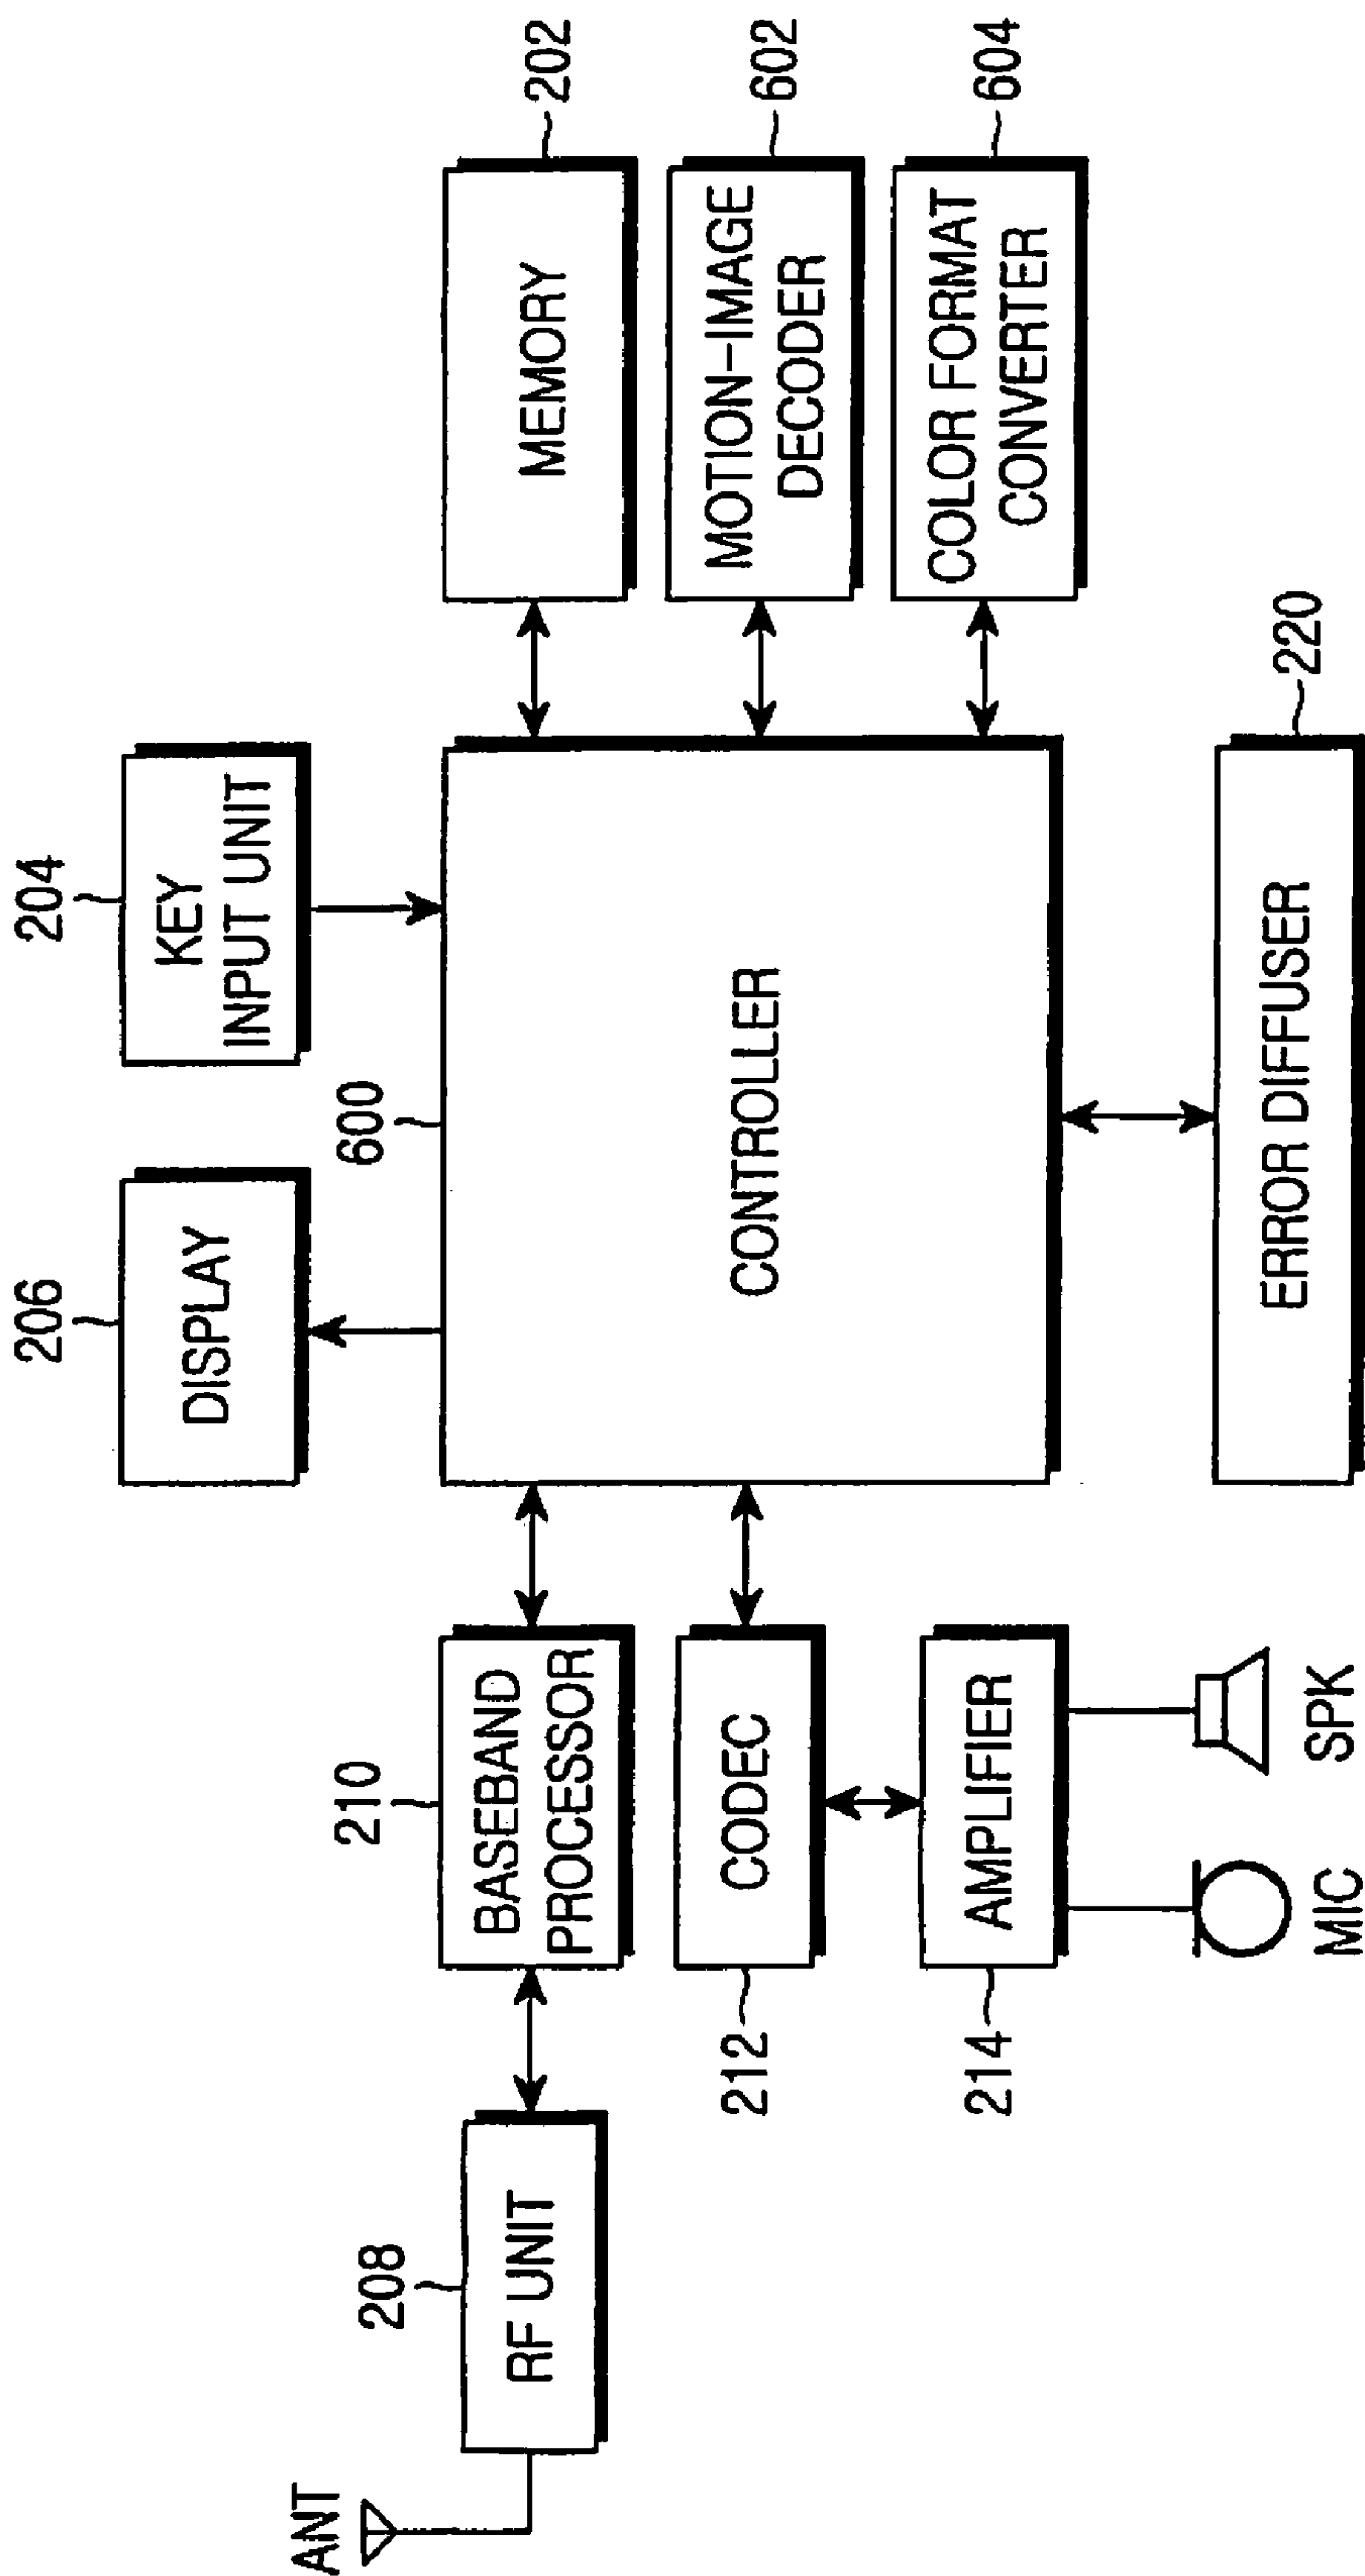 206
204
DISPLAY
KEY
INPUT UNIT
ANT
208
RF UNIT
210
BASEBAND
PROCESSOR
600
CONTROLLER
MEMORY
202
212
CODEC
MOTION-IMAGE
DECODER
602
214
AMPLIFIER
COLOR FORMAT
CONVERTER
604
MIC
SPK
ERROR DIFFUSER
220